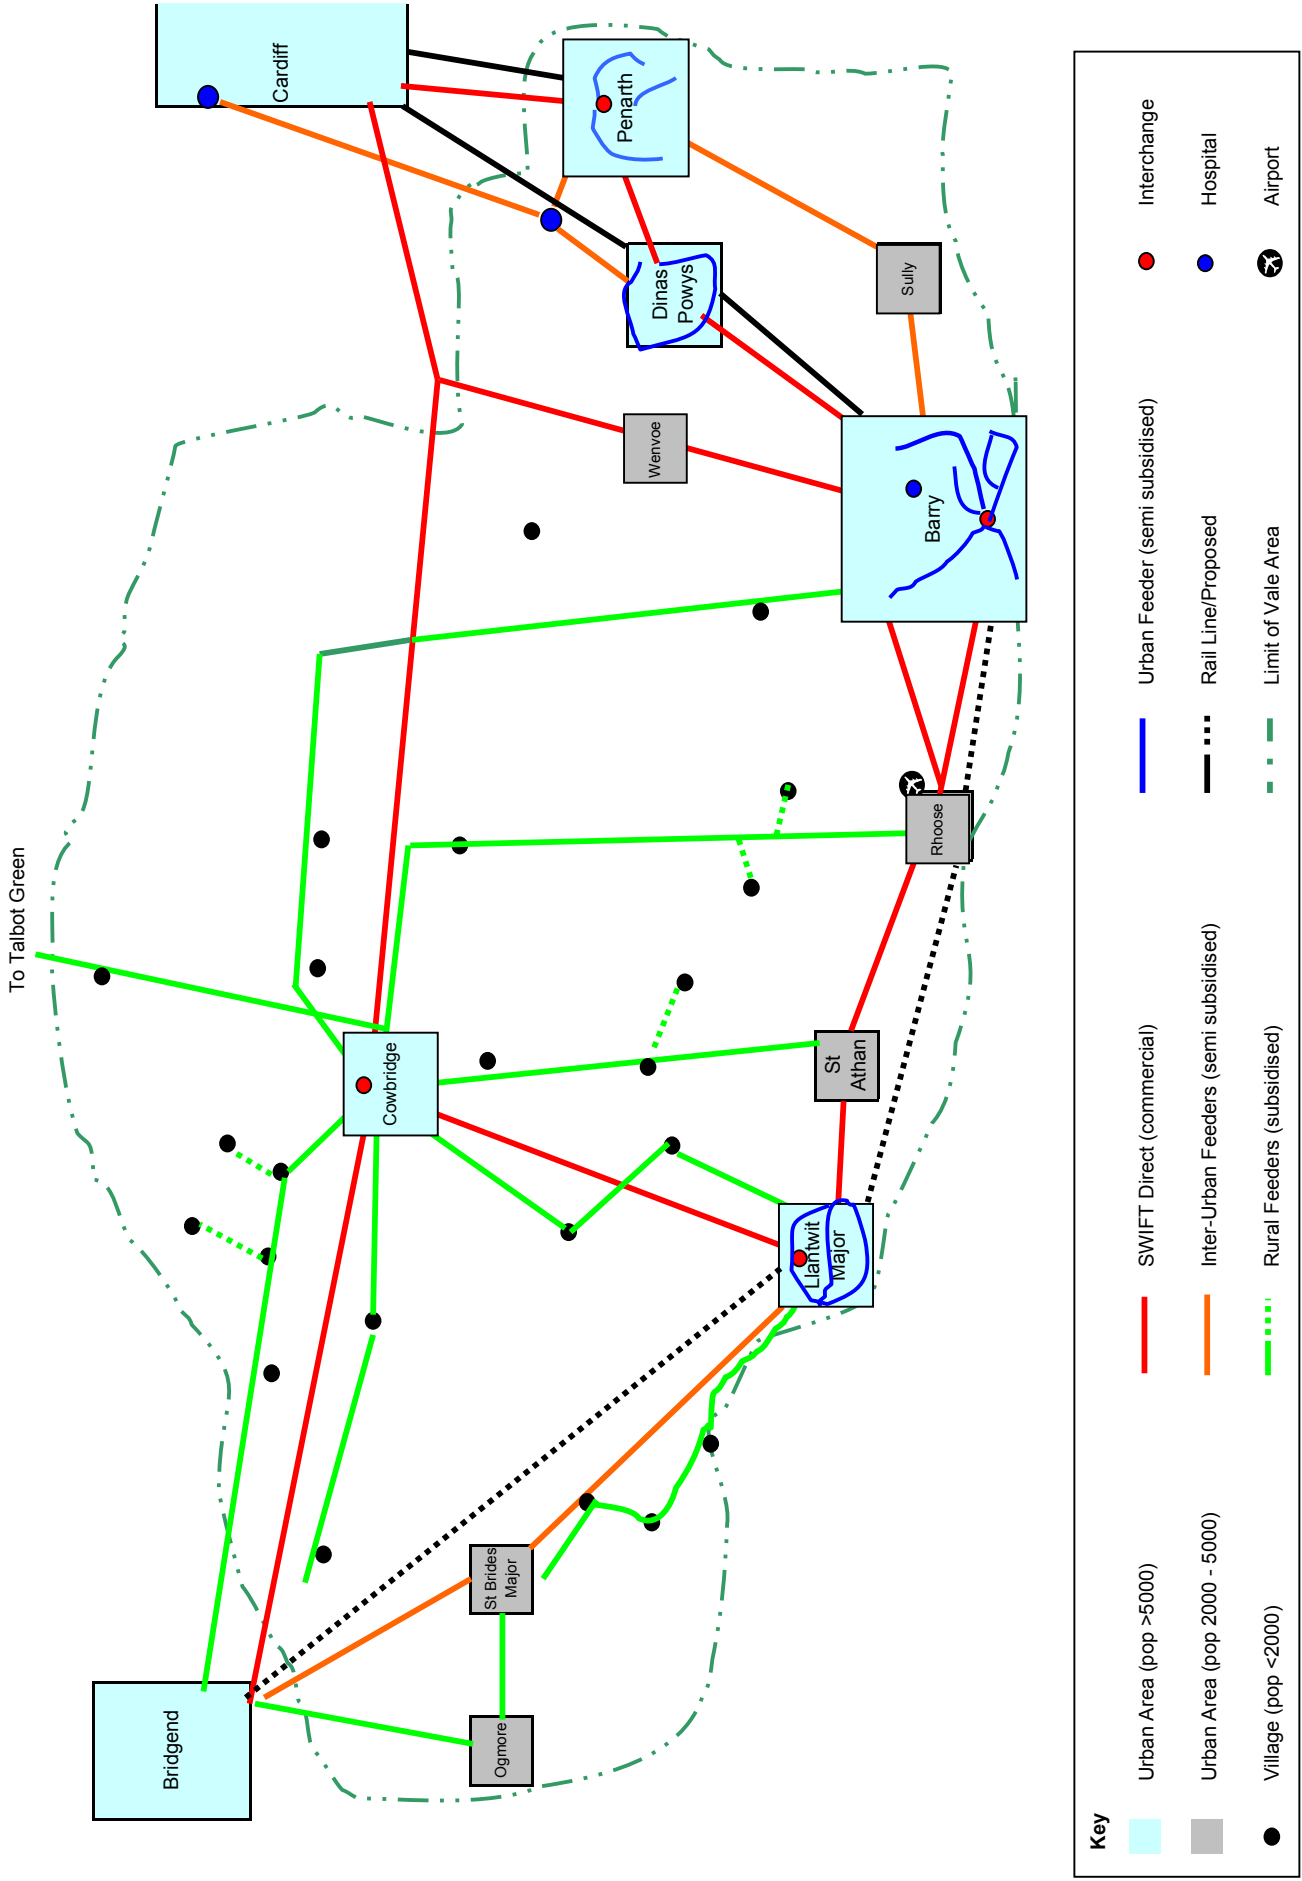 To Talbot Green
Bridgend
Cardiff
Cowbridge
Ogmore
St Brides
Major
Wenvoe
Dinas
Powys
Penarth
Llantwit
Major
St
Athan
Rhoose
Barry
Sully
Key
Urban Area (pop >5000)
SWIFT Direct (commercial)
Urban Feeder (semi subsidised)
Interchange
Urban Area (pop 2000 - 5000)
Inter-Urban Feeders (semi subsidised)
Rail Line/Proposed
Hospital
Village (pop <2000)
Rural Feeders (subsidised)
Limit of Vale Area
Airport